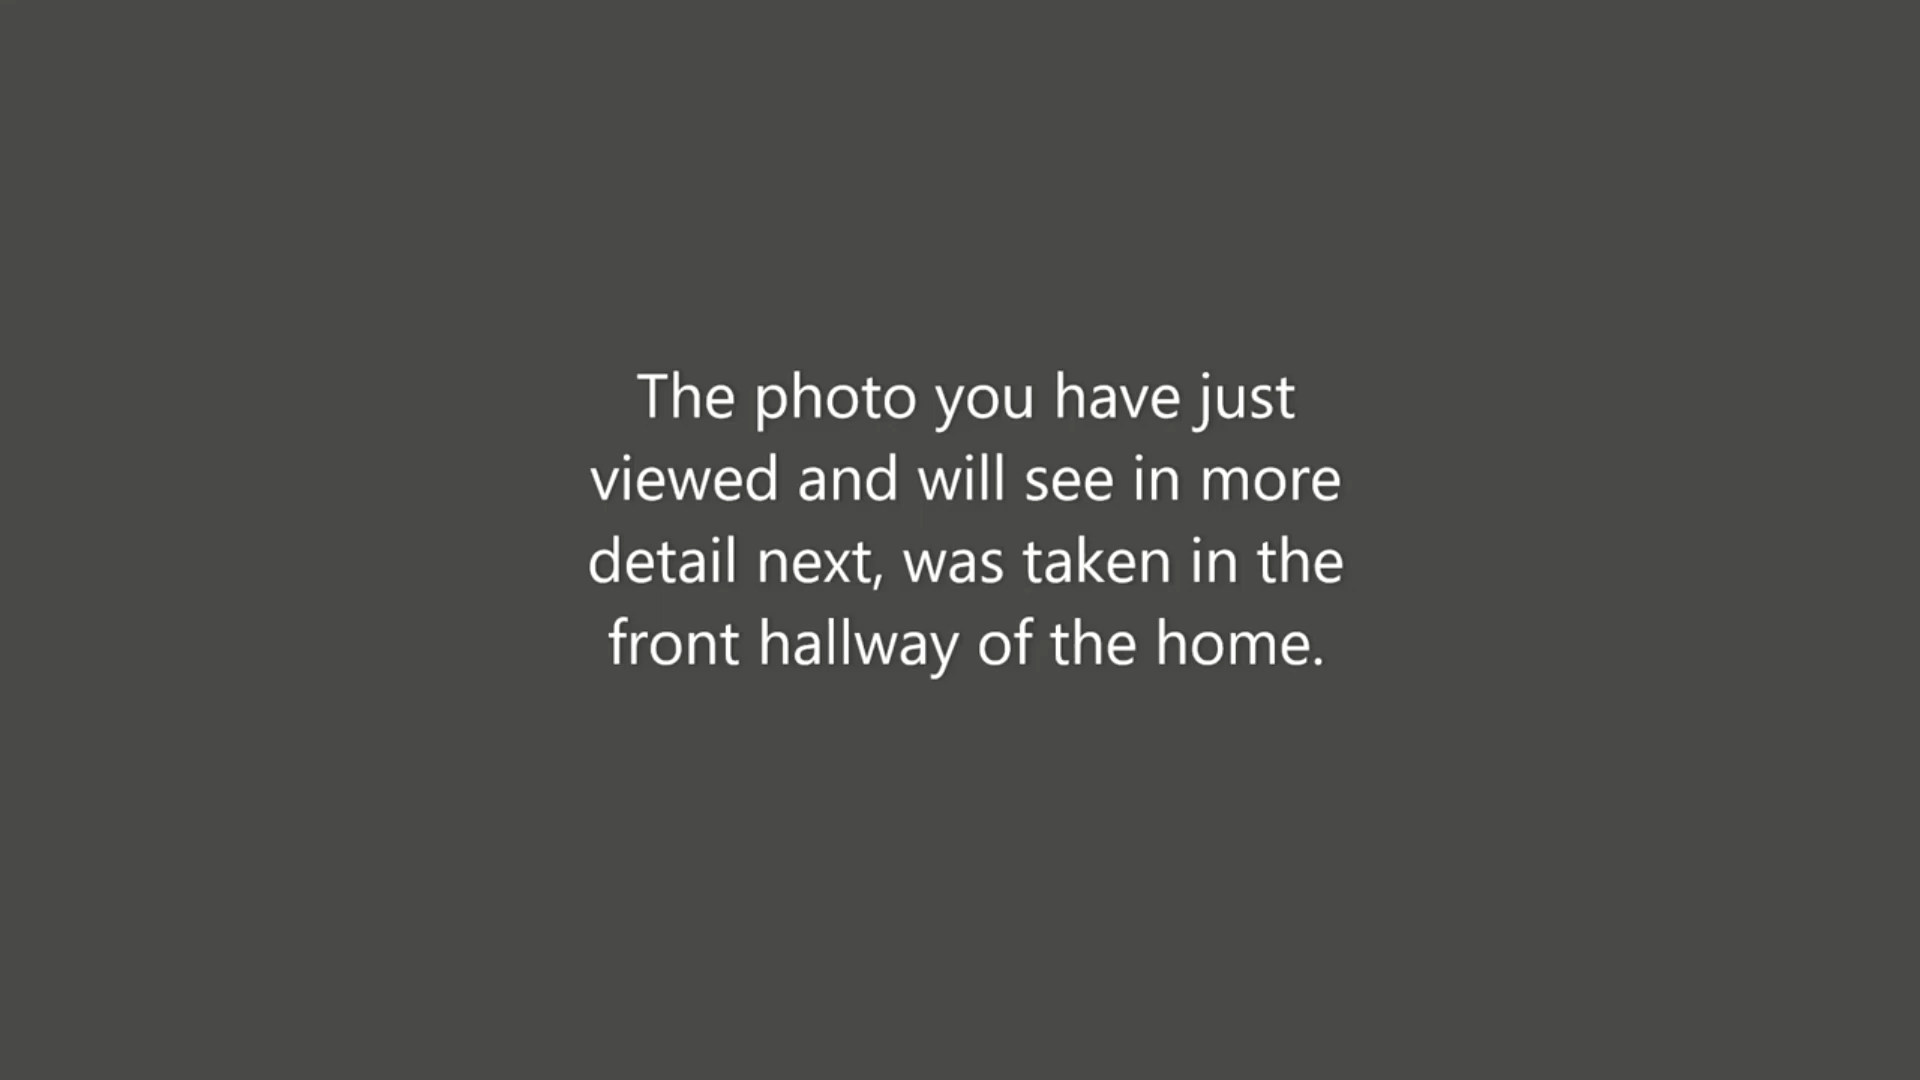 The photo you have just
viewed and will see in more
detail next, was taken in the
front hallway of the home.